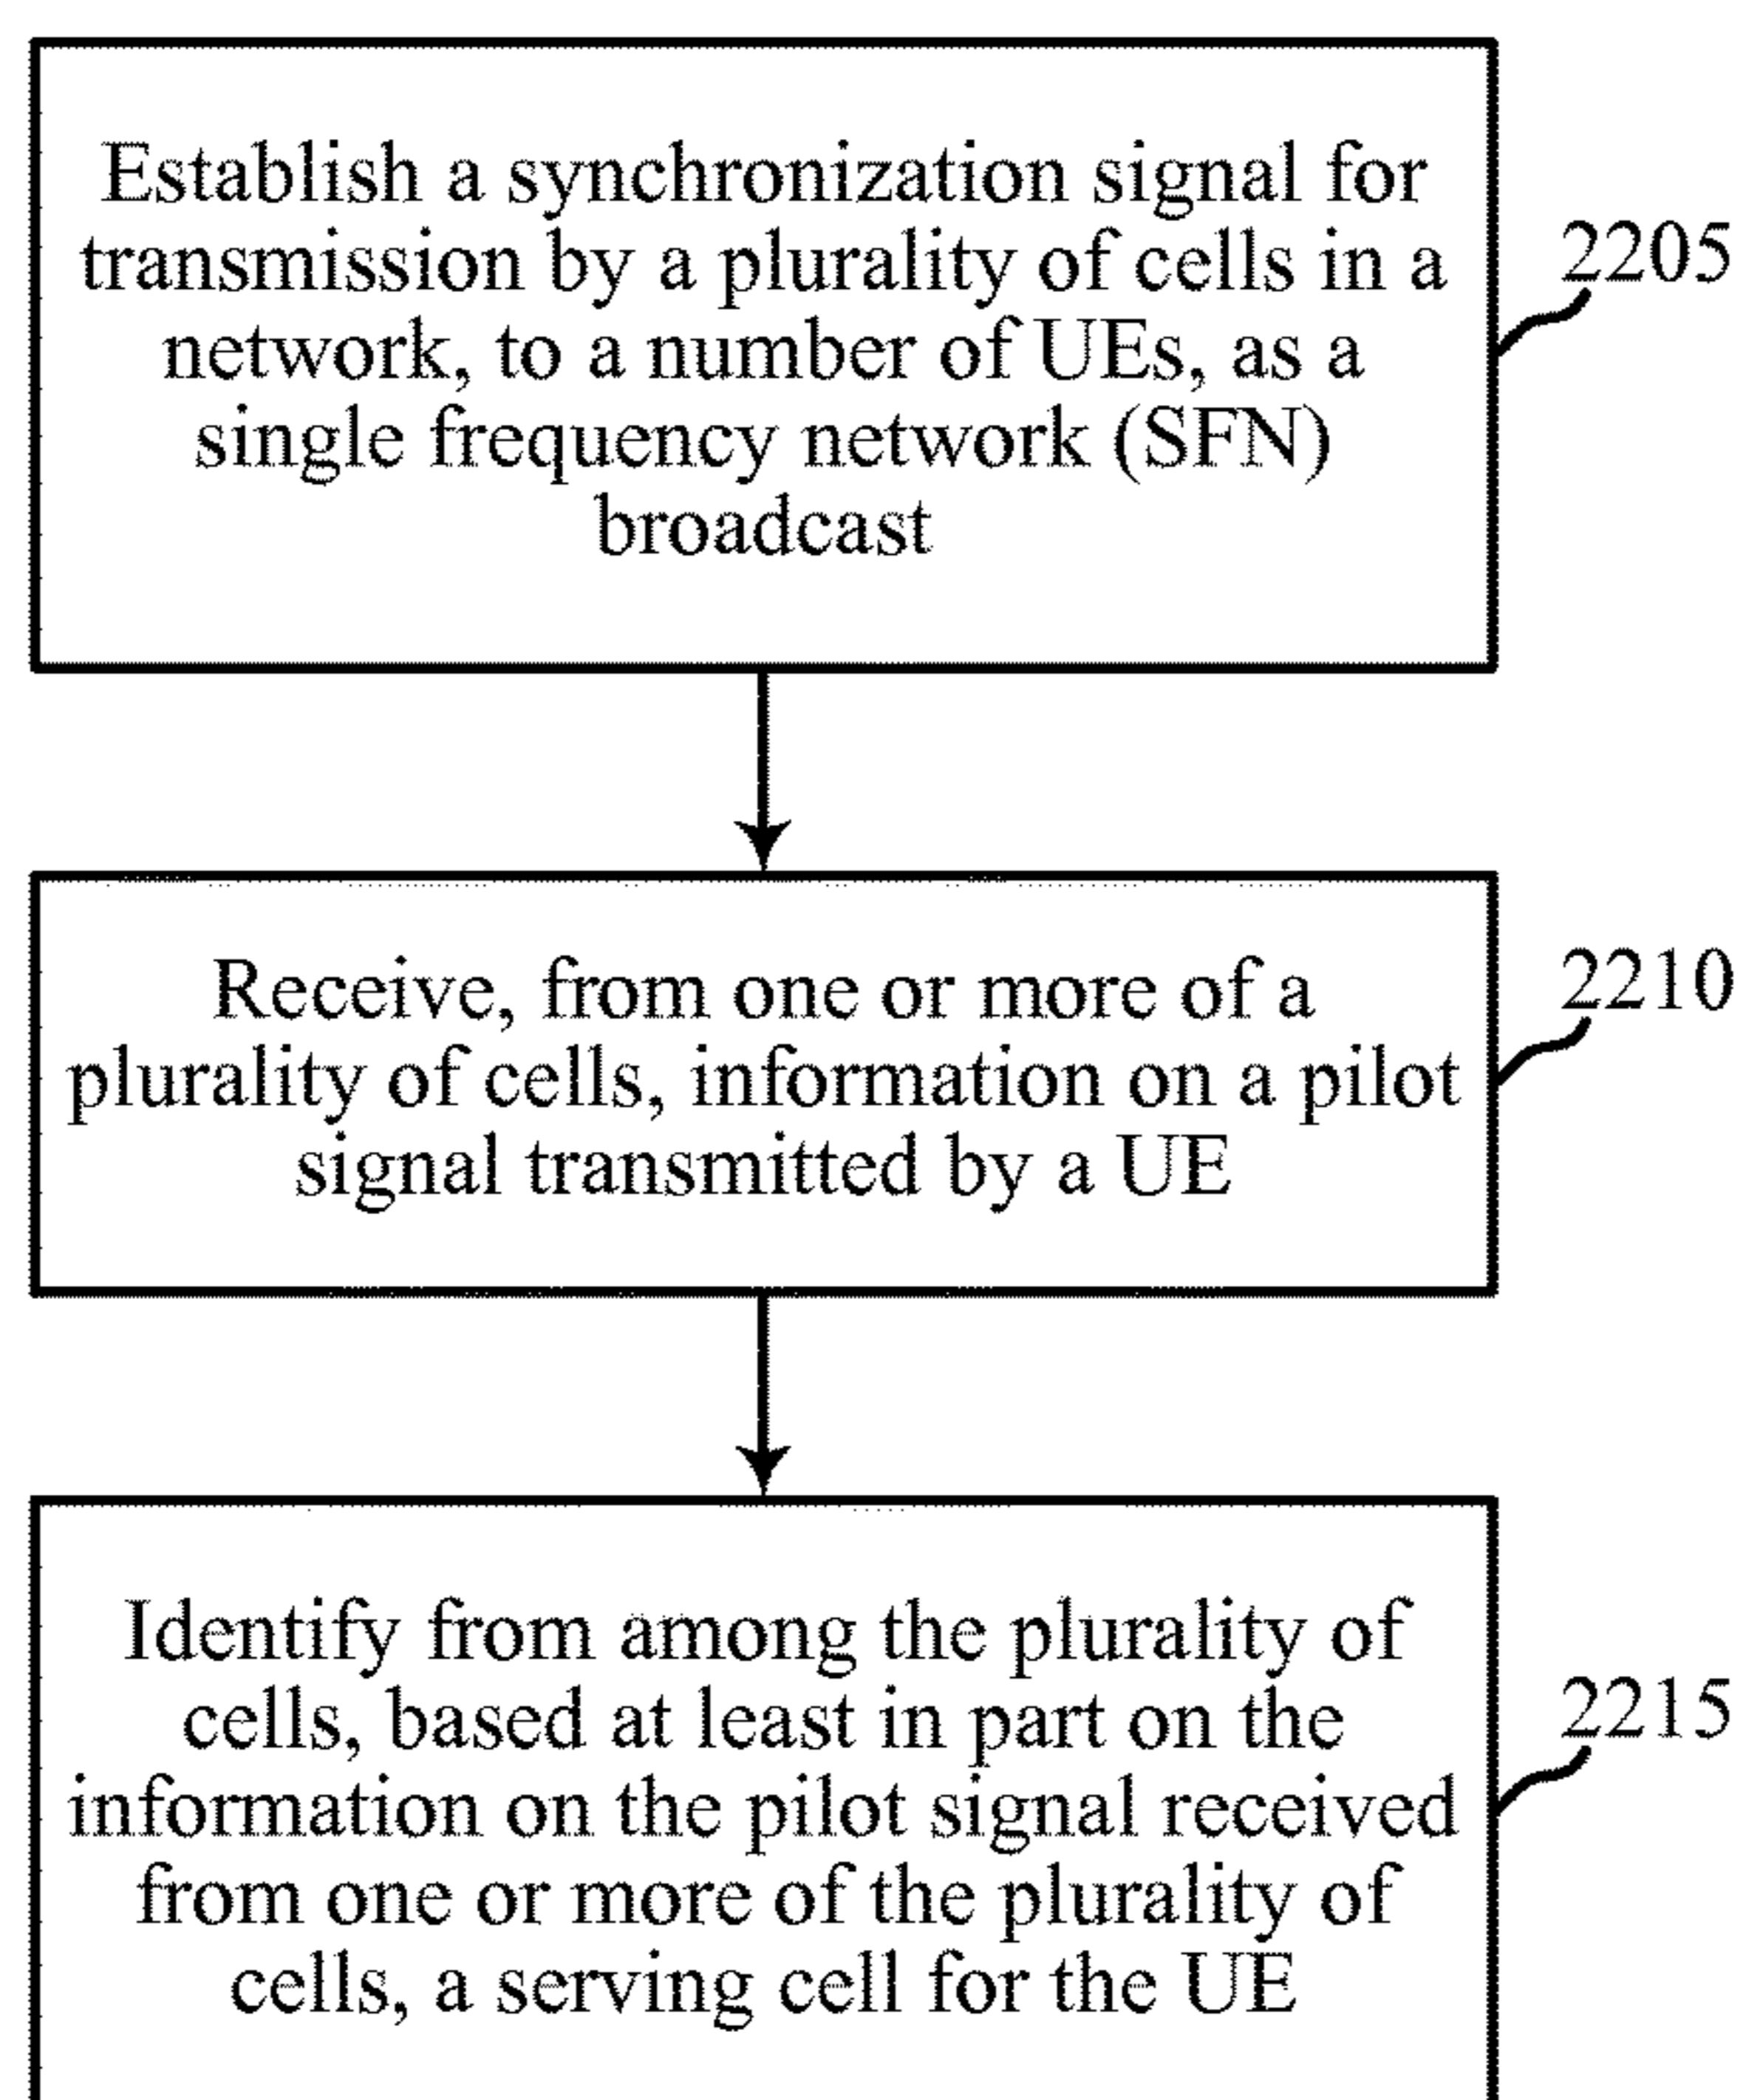 Establish a synchronization signal for
transmission by a plurality of cells in a
network, to a number of UEs, as a
single frequency network (SFN)
broadcast
2205
Receive, from one or more of a
plurality of cells, information on a pilot
signal transmitted by a UE
2210
Identify from among the plurality of
cells, based at least in part on the
information on the pilot signal received
from one or more of the plurality of
cells, a serving cell for the UE
2215